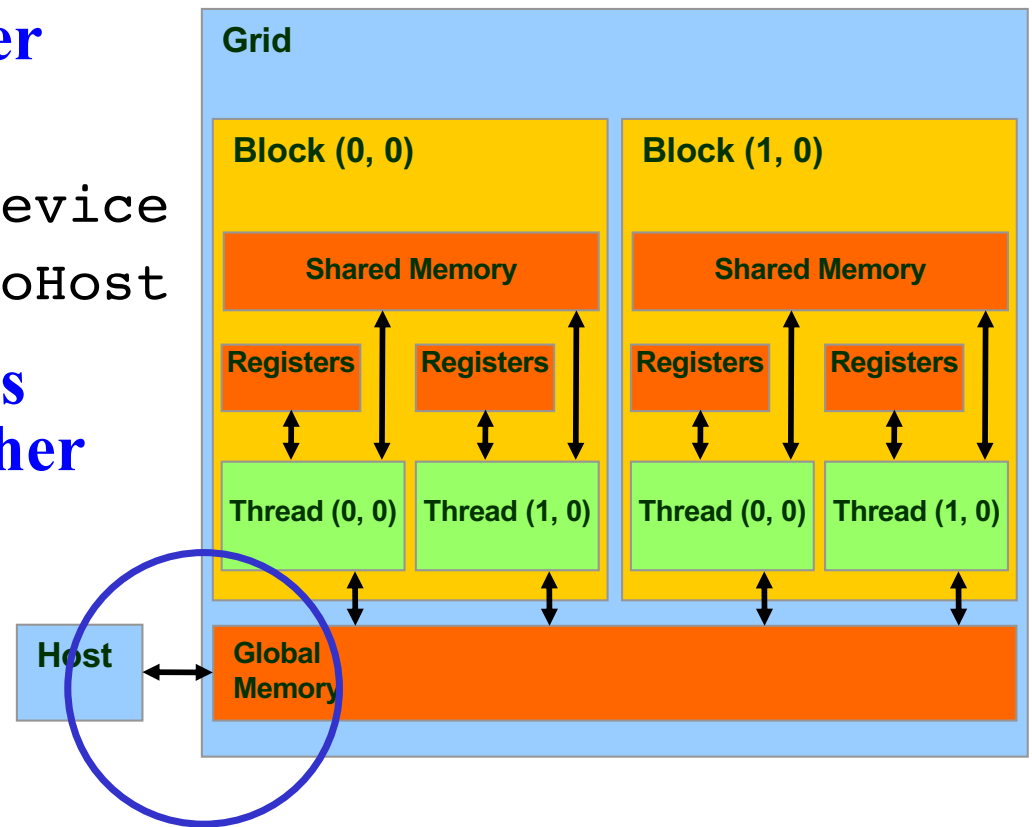 er
evice
oHost
s
her
Grid
Block (0, 0)
Block (1, 0)
Shared Memory
Shared Memory
Registers
Registers
Registers
Registers
Thread (0, 0)
Thread (1, 0)
Thread (0, 0)
Thread (1, 0)
Host
Global
Memory